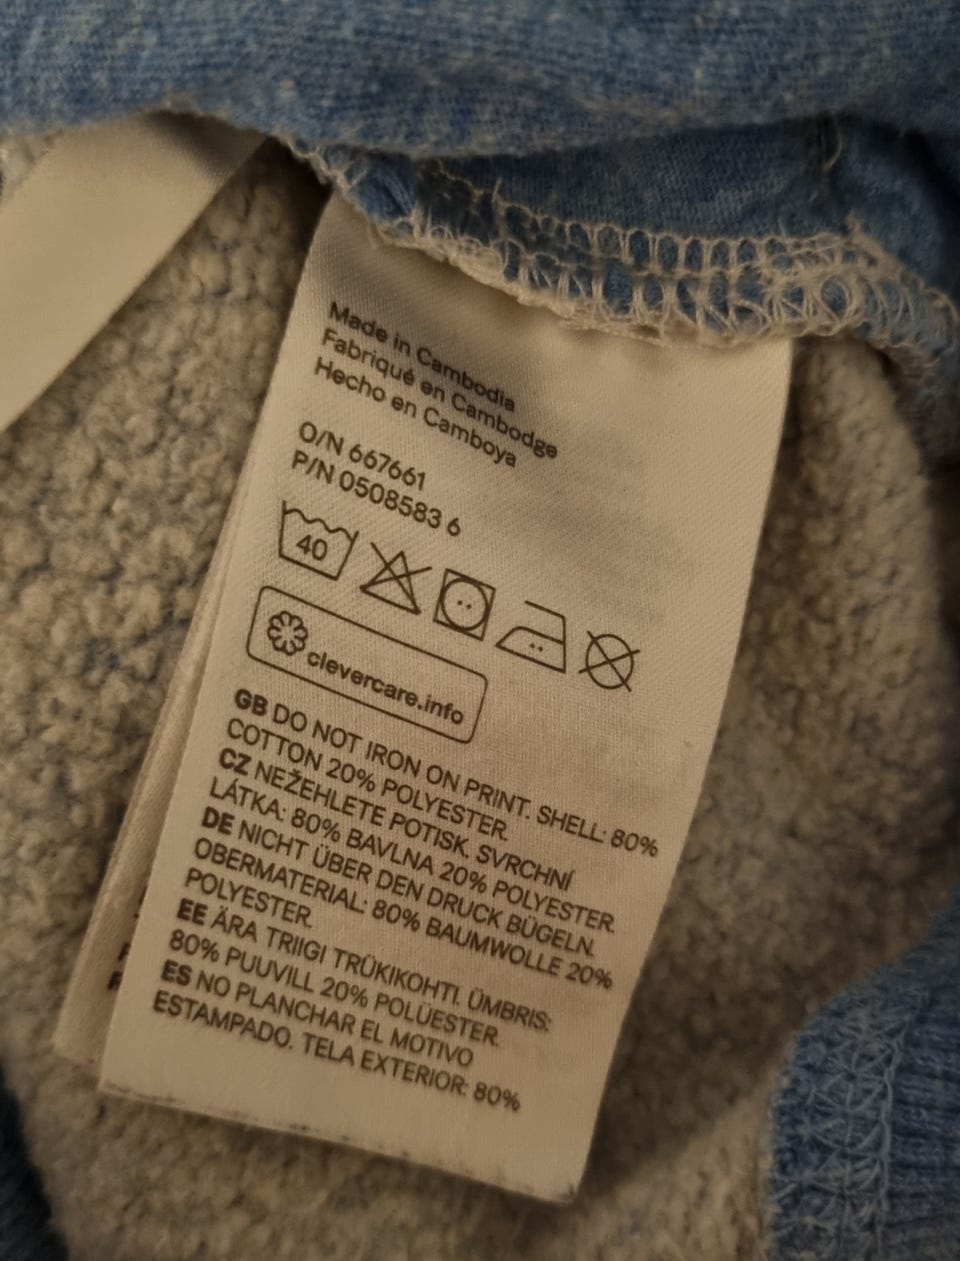 Made in Cambodia
Fabriqué en Cambodge
Hecho en Camboya
O/N 667661
P/N 0508583 6
40
clevercare.info
GB DO NOT IRON ON PRINT. SHELL: 80%
COTTON 20% POLYESTER.
CZ NEŽEHLETE POTISK. SVRCHNÍ
LÁTKA: 80% BAVLNA 20% POLYESTER.
DE NICHT ÜBER DEN DRUCK BÜGELN.
OBERMATERIAL: 80% BAUMWOLLE 20%
POLYESTER.
EE ÄRA TRIIGI TRÜKIKOHTI. ÜMBRIS:
80% PUUVILL 20% POLÜESTER.
ES NO PLANCHAR EL MOTIVO
ESTAMPADO. TELA EXTERIOR: 80%